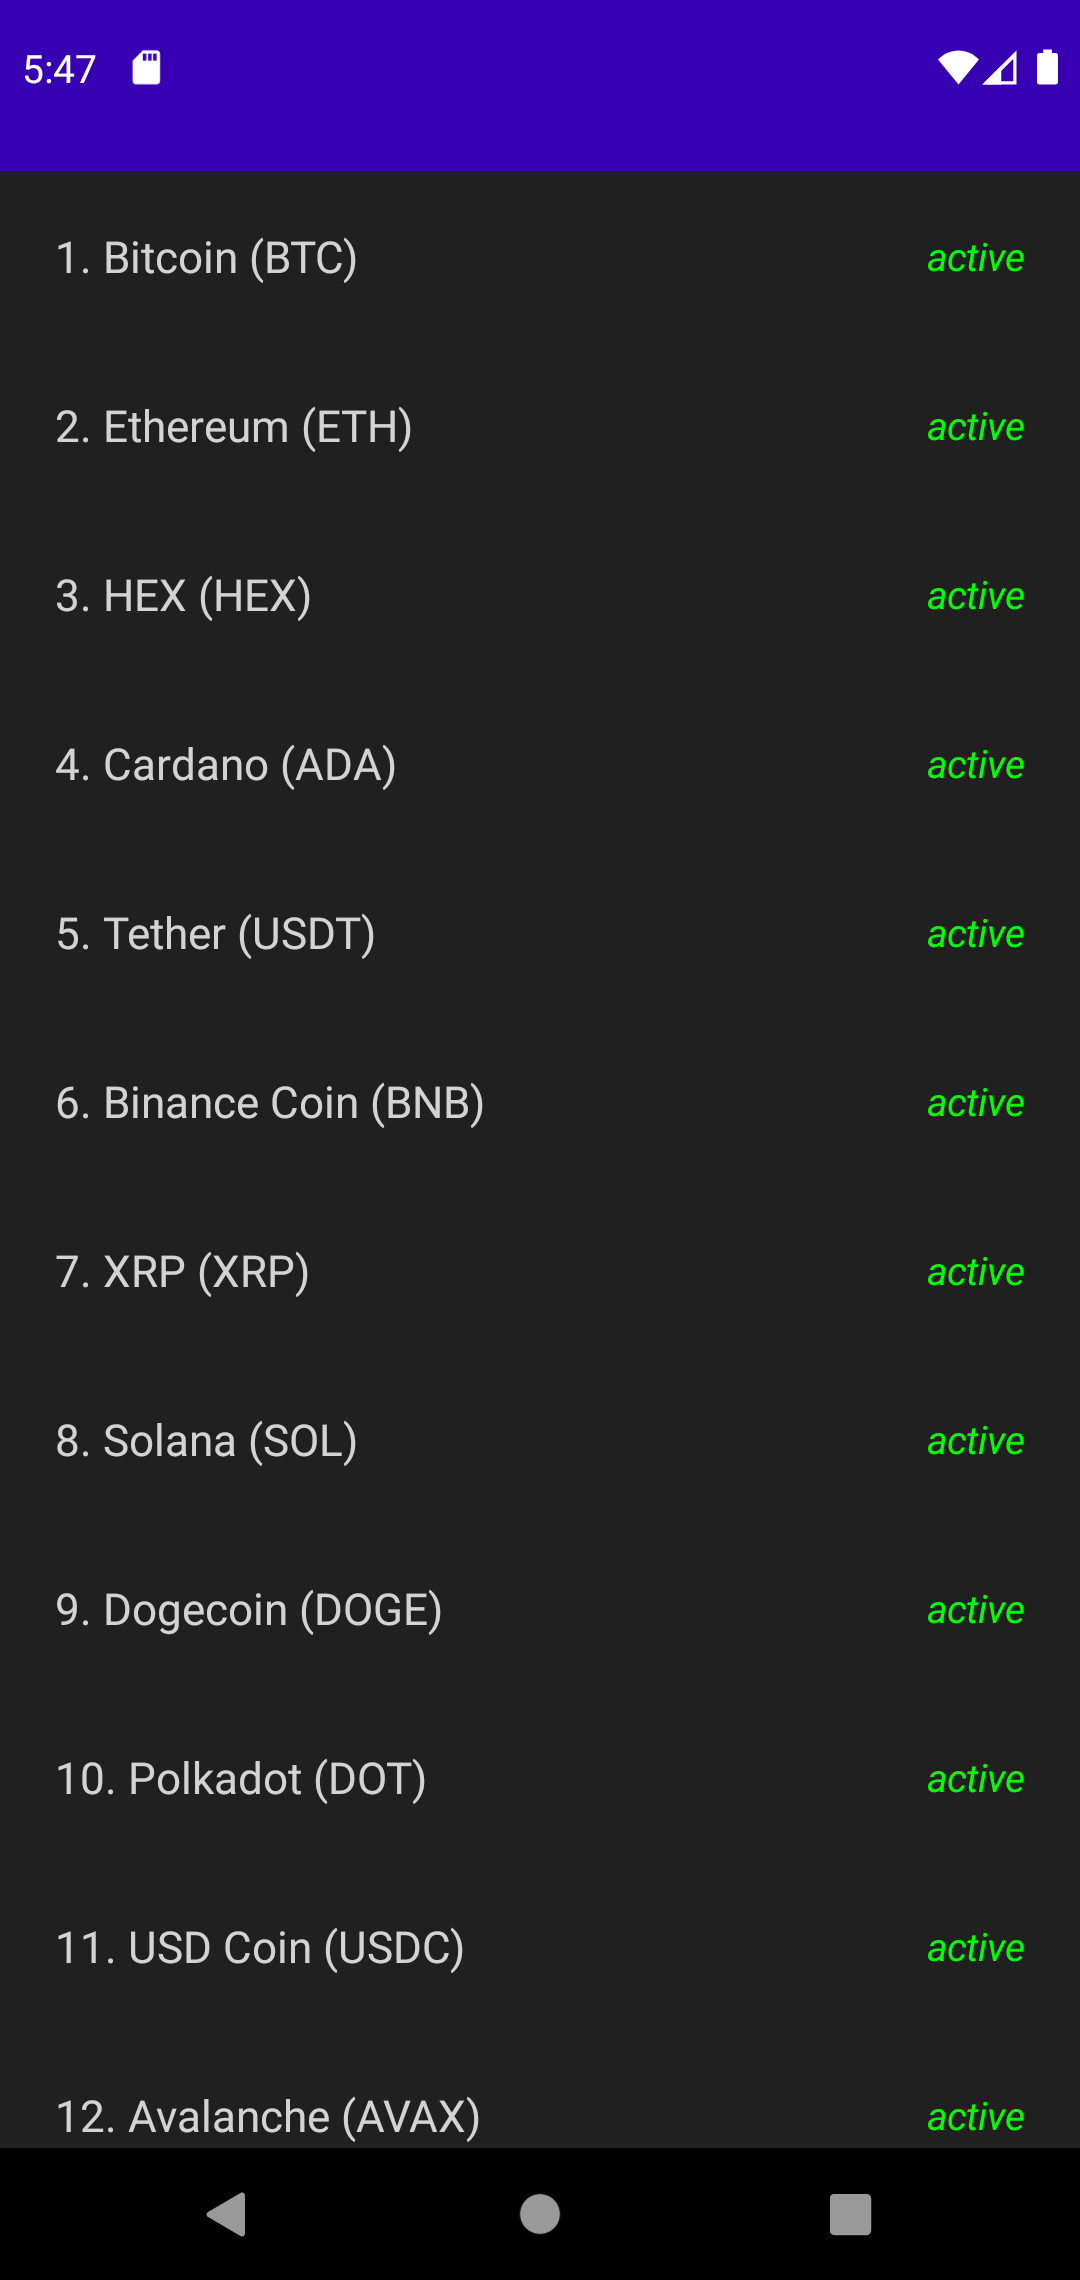 5:47
1. Bitcoin (BTC) active
2. Ethereum (ETH) active
3. HEX (HEX) active
4. Cardano (ADA) active
5. Tether (USDT) active
6. Binance Coin (BNB) active
7. XRP (XRP) active
8. Solana (SOL) active
9. Dogecoin (DOGE) active
10. Polkadot (DOT) active
11. USD Coin (USDC) active
12. Avalanche (AVAX) active